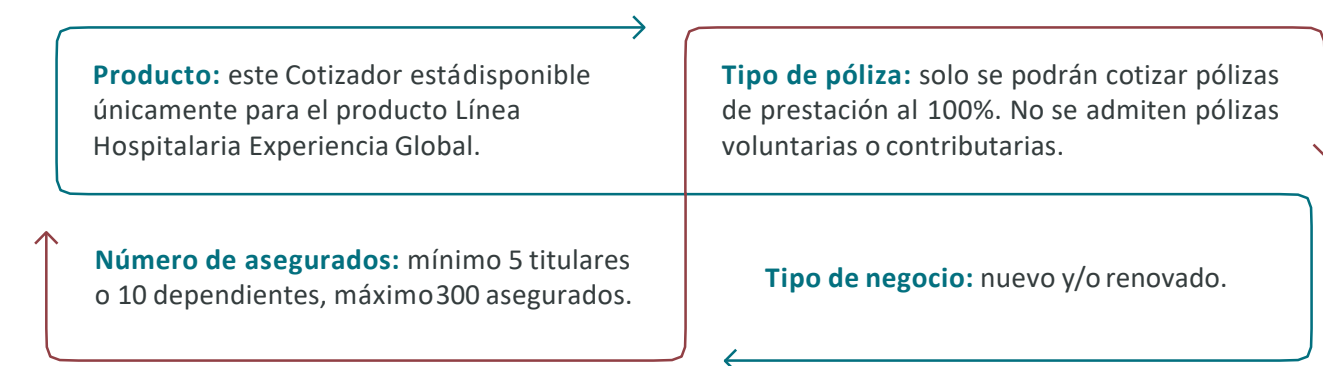 Producto: este Cotizador estádisponible
únicamente para el producto Línea
Hospitalaria Experiencia Global.
Tipo de póliza: solo se podrán cotizar pólizas
de prestación al 100%. No se admiten pólizas
voluntarias o contributarias.
Número de asegurados: mínimo 5 titulares
o 10 dependientes, máximo 300 asegurados.
Tipo de negocio: nuevo y/o renovado.